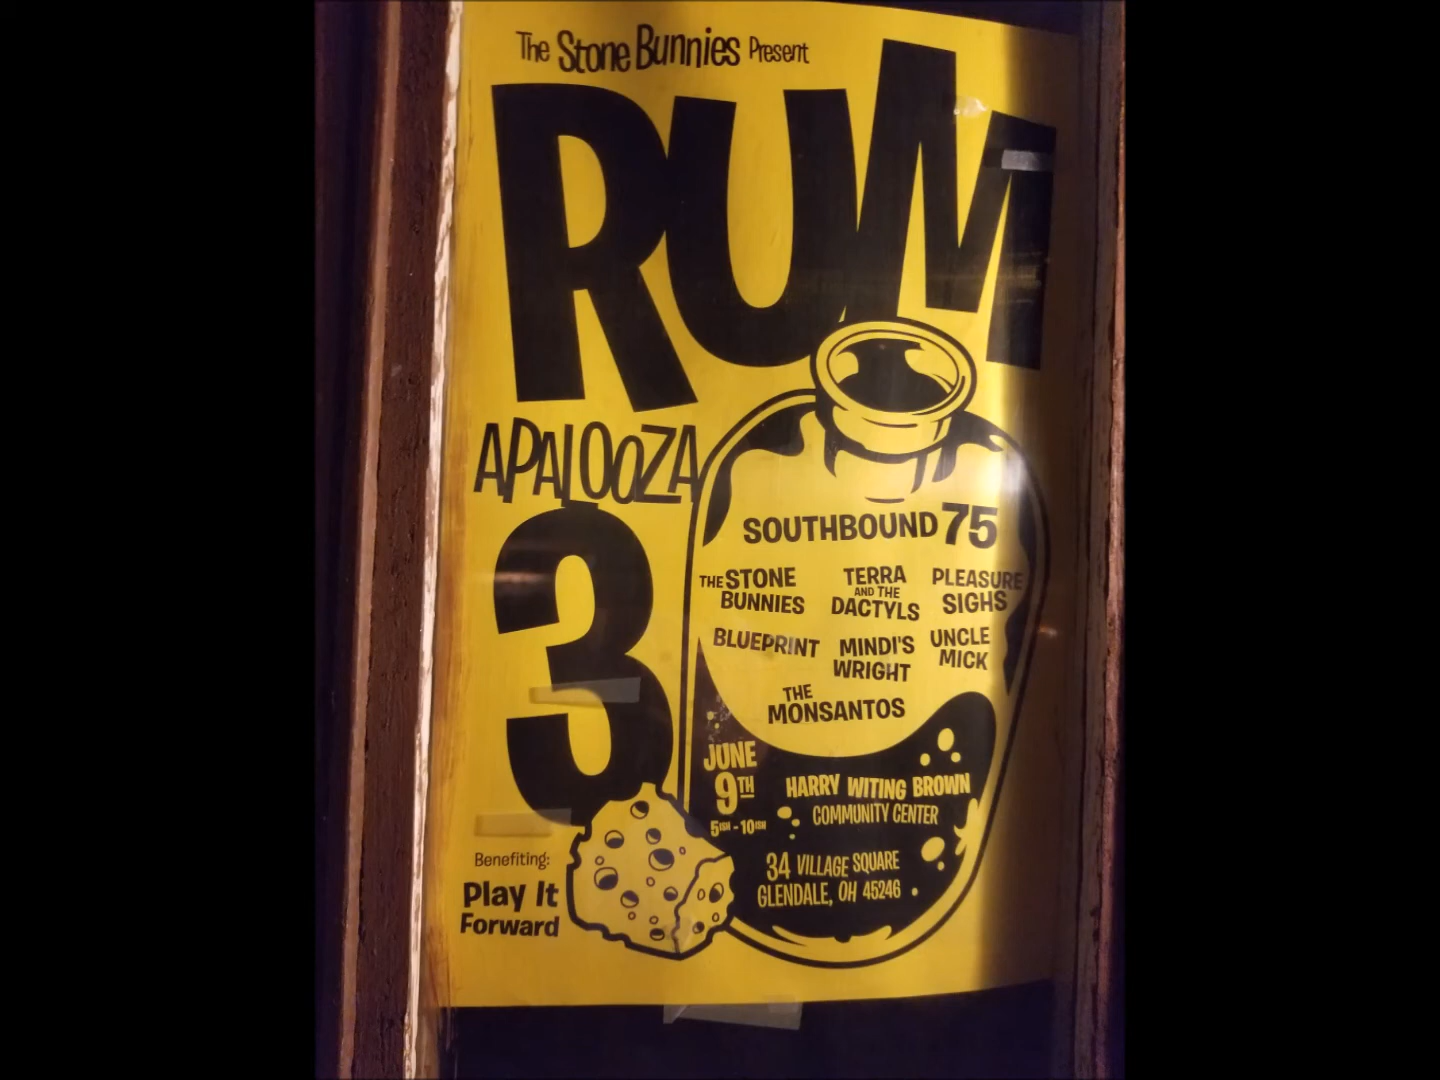 The Stone Bunnies Present
RUM
APALOOZA
3
SOUTHBOUND 75
THE STONE BUNNIES
TERRA AND THE DACTYLS
PLEASURE SIGHS
BLUEPRINT
MINDI'S WRIGHT
UNCLE MICK
THE MONSANTOS
JUNE
9TH
5ISH - 10ISH
HARRY WITING BROWN
COMMUNITY CENTER
34 VILLAGE SQUARE
GLENDALE, OH 45246
Benefiting:
Play It
Forward